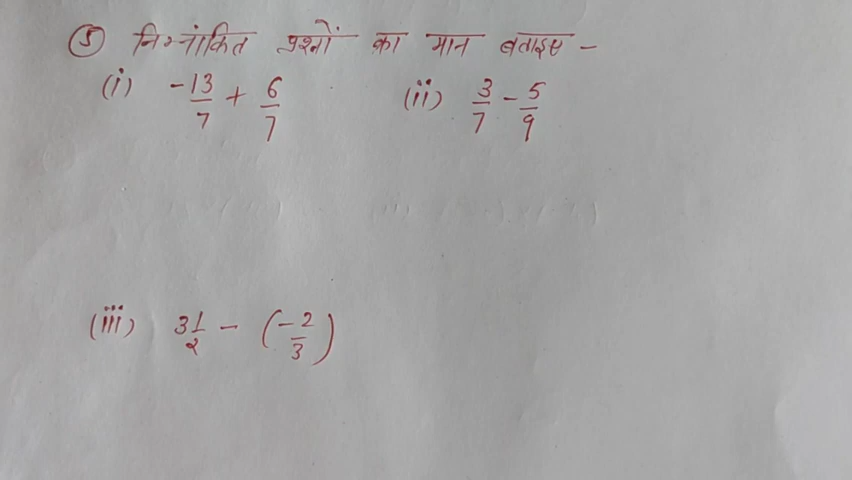 ⑤ निम्नांकित प्रश्नों का मान बताइए -
(i) -13/7 + 6/7 (ii) 3/7 - 5/9
(iii) 3 1/2 - (-2/3)